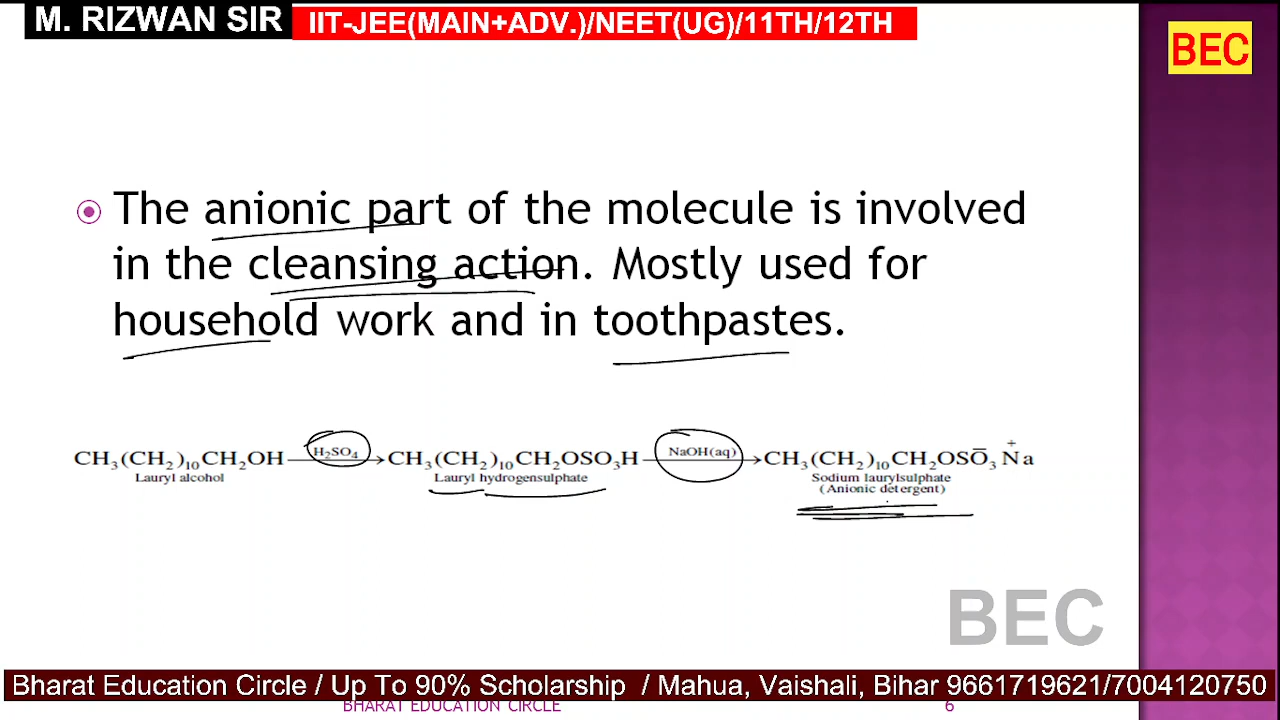 M. RIZWAN SIR
IIT-JEE(MAIN+ADV.)/NEET(UG)/11TH/12TH
BEC
The anionic part of the molecule is involved
in the cleansing action. Mostly used for
household work and in toothpastes.
CH₃(CH₂)₁₀CH₂OH —H₂SO₄→ CH₃(CH₂)₁₀CH₂OSO₃H —NaOH(aq)→ CH₃(CH₂)₁₀CH₂OSO̅₃ N⁺a
Lauryl alcohol Lauryl hydrogensulphate Sodium laurylsulphate
(Anionic detergent)
BEC
Bharat Education Circle / Up To 90% Scholarship / Mahua, Vaishali, Bihar 9661719621/7004120750
BHARAT EDUCATION CIRCLE 6